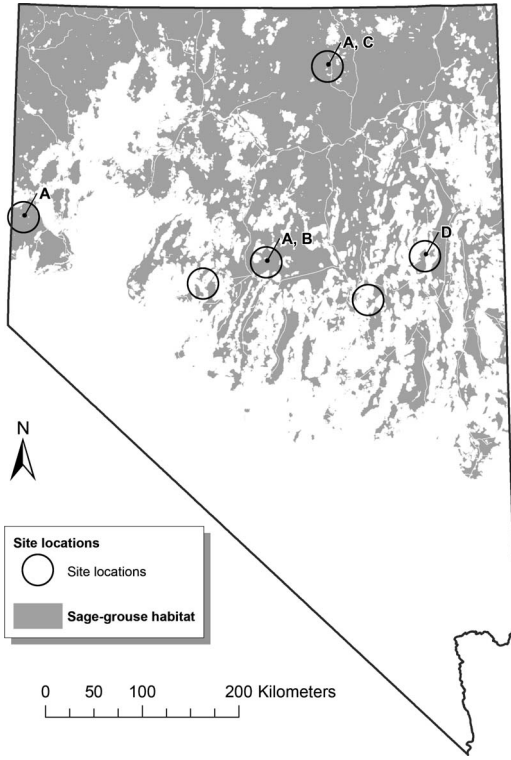 A, C
A
A, B
D
N
Site locations
Site locations
Sage-grouse habitat
0 50 100 200 Kilometers